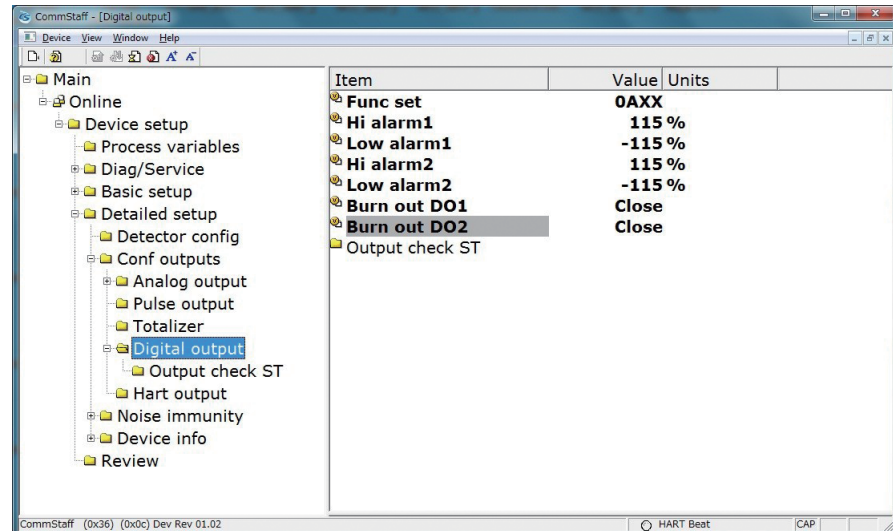 CommStaff - [Digital output]
Device View Window Help
Main
Online
Device setup
Process variables
Diag/Service
Basic setup
Detailed setup
Detector config
Conf outputs
Analog output
Pulse output
Totalizer
Digital output
Output check ST
Hart output
Noise immunity
Device info
Review
Item Value Units
Func set 0AXX
Hi alarm1 115 %
Low alarm1 -115 %
Hi alarm2 115 %
Low alarm2 -115 %
Burn out DO1 Close
Burn out DO2 Close
Output check ST
CommStaff (0x36) (0x0c) Dev Rev 01.02 HART Beat CAP